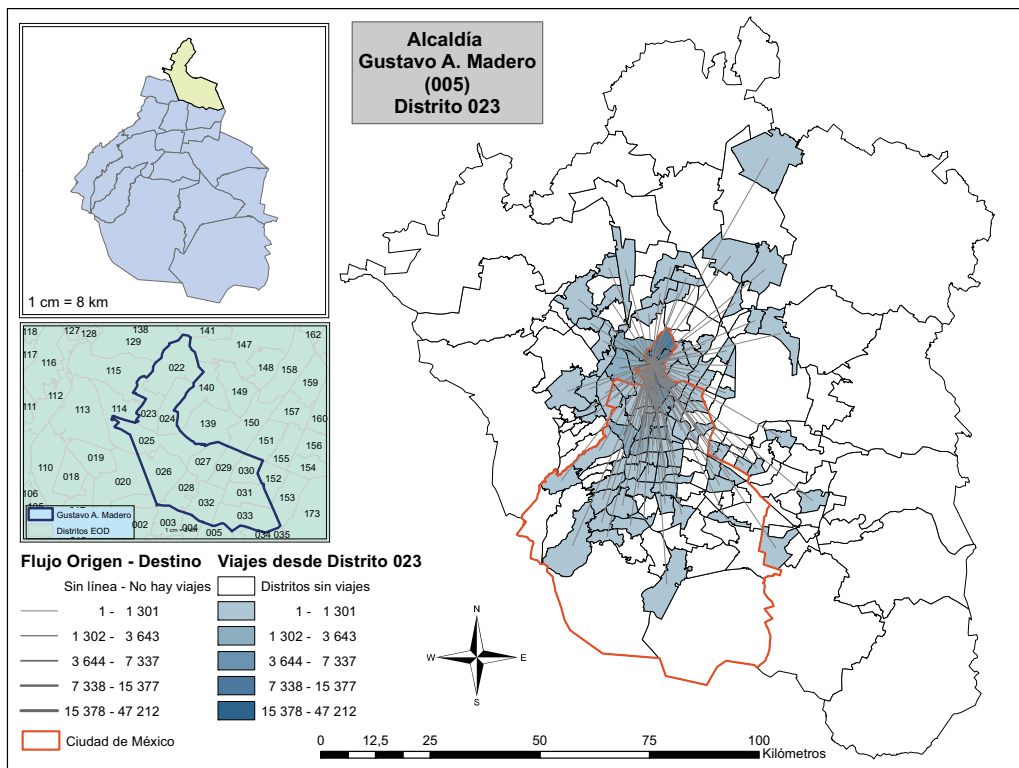 Alcaldía
Gustavo A. Madero
(005)
Distrito 023
1 cm = 8 km
118 127 128 138 141 162
129 147
117 116 115 022 148 158
140 159
112 149
111 113 114 023 024 157 160
139 150
025 151 156
019 027 155
110 018 026 029 030 154
020 152
106 028 031 153
032
002 003 004 005 033 173
034 035
1 cm =
Gustavo A. Madero
Distritos EOD
Flujo Origen - Destino
Sin línea - No hay viajes
1 - 1 301
1 302 - 3 643
3 644 - 7 337
7 338 - 15 377
15 378 - 47 212
Ciudad de México
Viajes desde Distrito 023
Distritos sin viajes
1 - 1 301
1 302 - 3 643
3 644 - 7 337
7 338 - 15 377
15 378 - 47 212
N
W E
S
0 12,5 25 50 75 100
Kilómetros